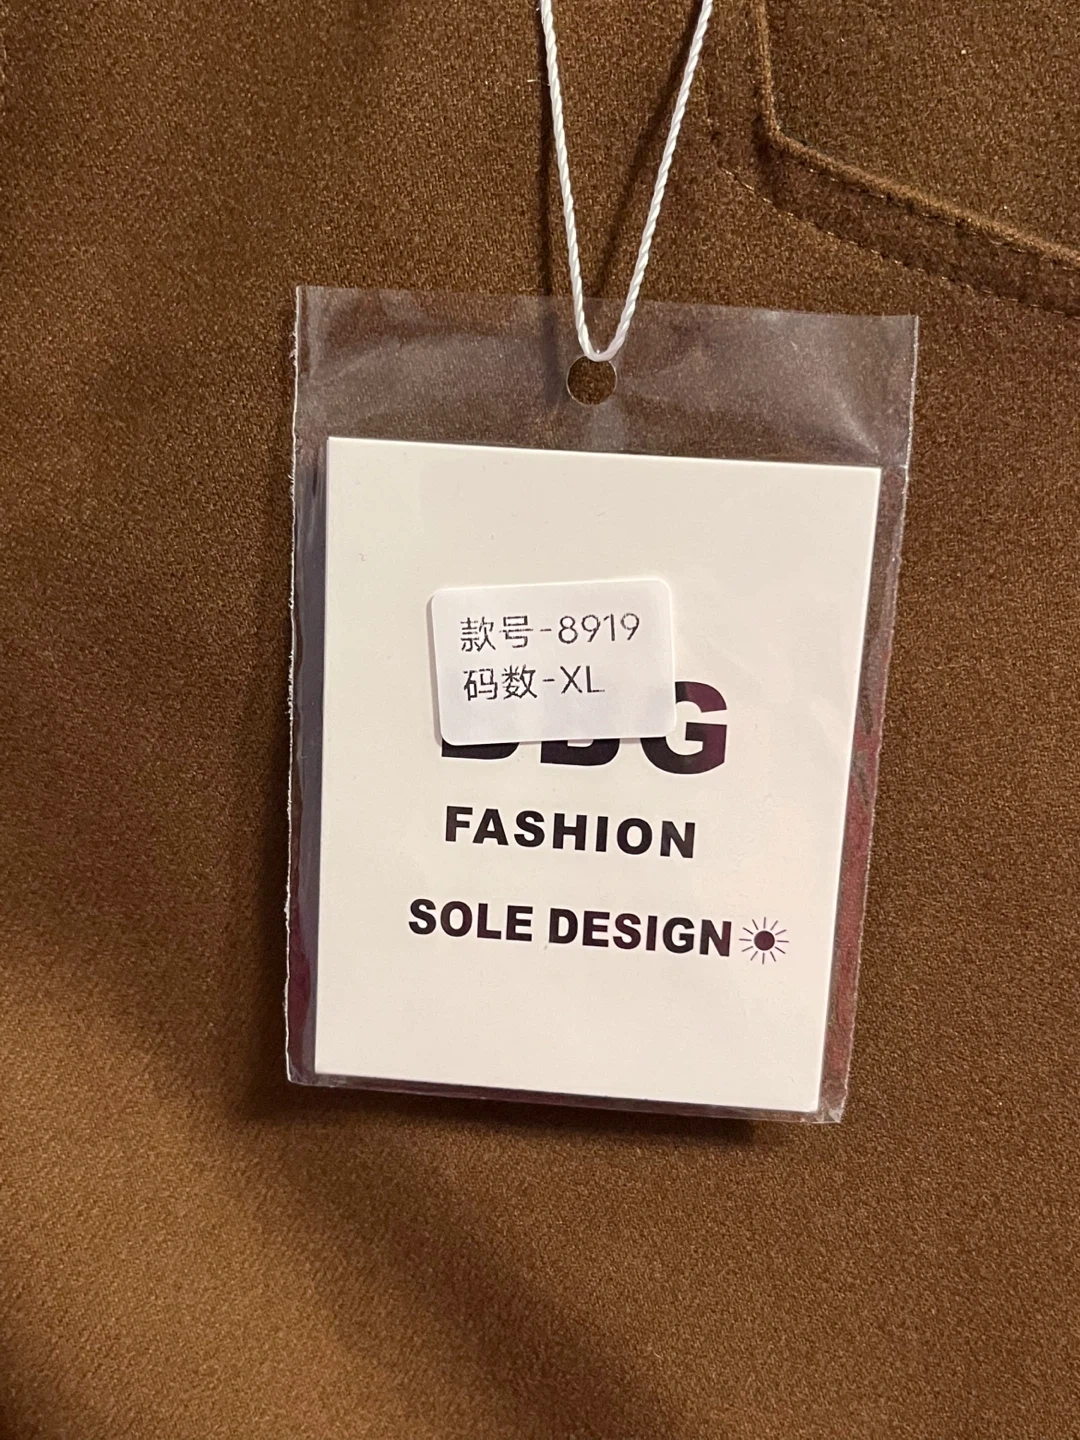 款号-8919
码数-XL
FASHION
SOLE DESIGN